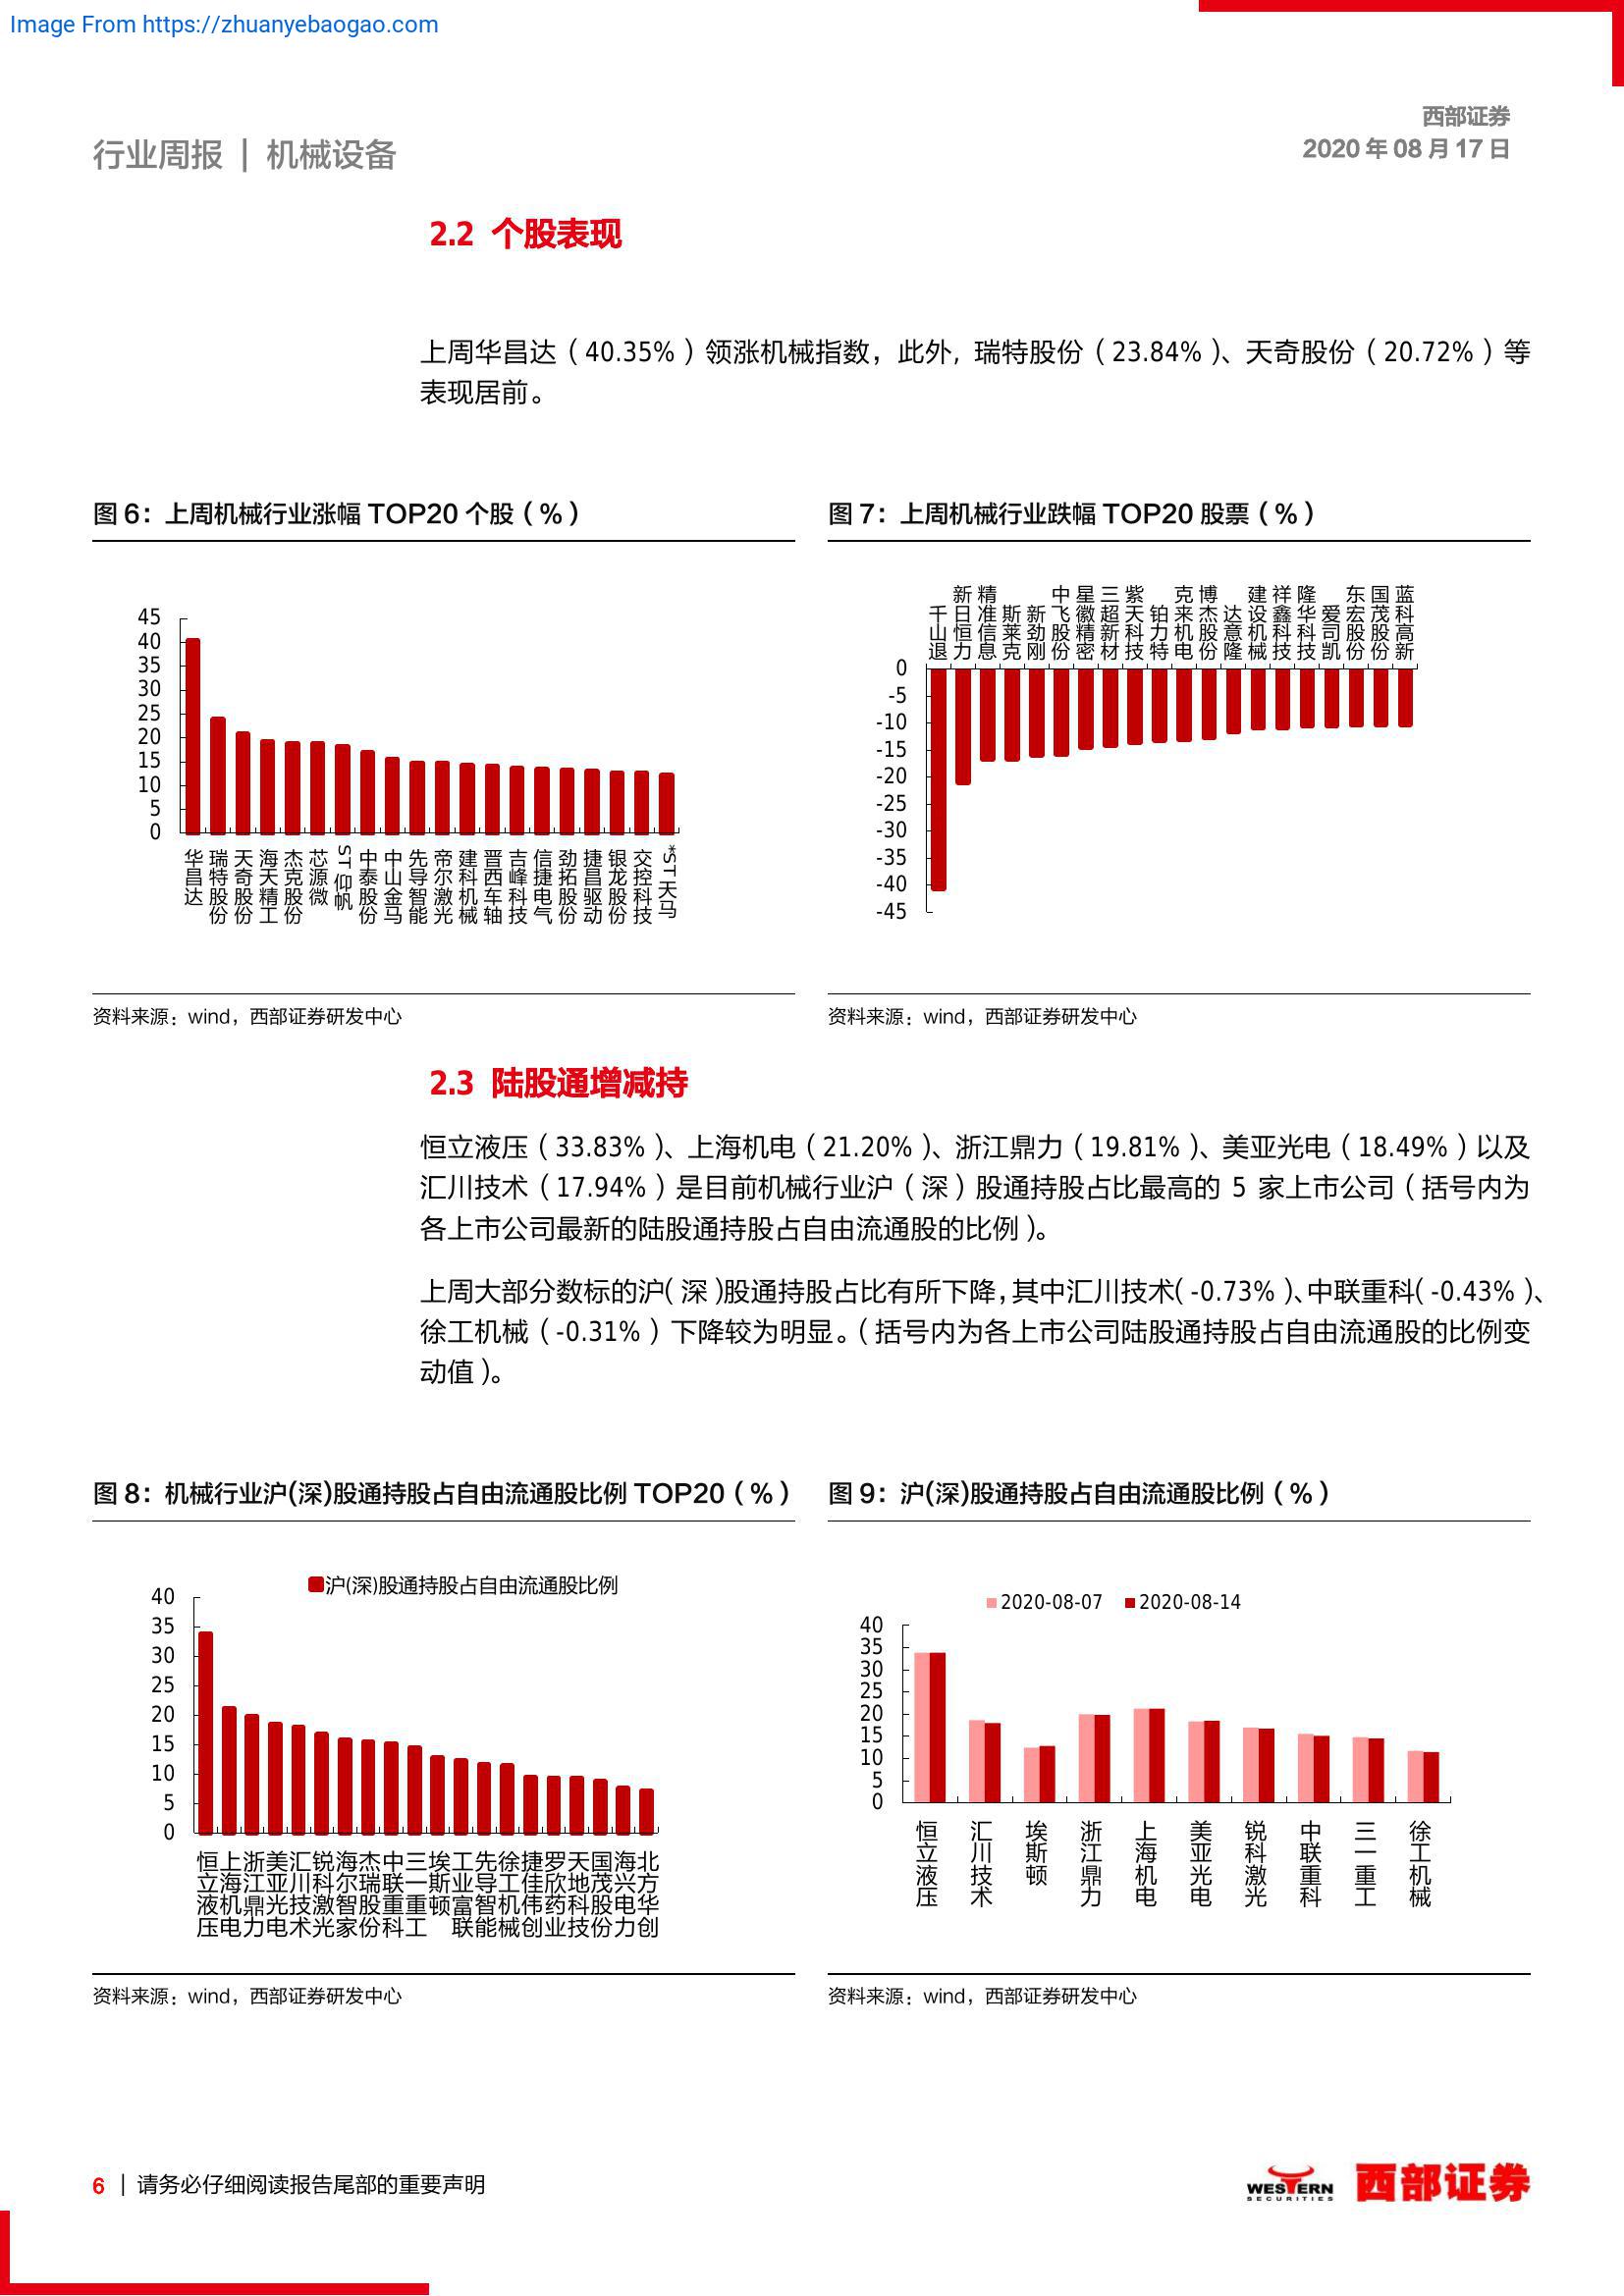 Image From https://zhuanyebaogao.com
西部证券
行业周报 | 机械设备
2020 年 08 月 17 日
2.2 个股表现
上周华昌达（40.35%）领涨机械指数，此外，瑞特股份（23.84%）、天奇股份（20.72%）等
表现居前。
图 6：上周机械行业涨幅 TOP20 个股（%）
45
40
35
30
25
20
15
10
5
0
华昌达
瑞特股份
天奇股份
海天精工
杰克股份
芯源微
ST仰帆
中泰股份
中山金马
先导智能
帝尔激光
建科机械
晋西车轴
吉峰科技
信捷电气
劲拓股份
捷昌驱动
银龙股份
交控科技
*ST天马
资料来源：wind，西部证券研发中心
图 7：上周机械行业跌幅 TOP20 股票（%）
千山退
新日恒力
精准信息
斯莱克
新劲刚
中飞股份
星徽精密
三超新材
紫天科技
铂力特
克来机电
博杰股份
达意隆
建设机械
祥鑫科技
隆华科技
爱司凯
东宏股份
国茂股份
蓝科高新
0
-5
-10
-15
-20
-25
-30
-35
-40
-45
资料来源：wind，西部证券研发中心
2.3 陆股通增减持
恒立液压（33.83%）、上海机电（21.20%）、浙江鼎力（19.81%）、美亚光电（18.49%）以及
汇川技术（17.94%）是目前机械行业沪（深）股通持股占比最高的 5 家上市公司（括号内为
各上市公司最新的陆股通持股占自由流通股的比例）。
上周大部分数标的沪(深)股通持股占比有所下降，其中汇川技术(-0.73%)、中联重科(-0.43%)、
徐工机械（-0.31%）下降较为明显。（括号内为各上市公司陆股通持股占自由流通股的比例变
动值）。
图 8：机械行业沪(深)股通持股占自由流通股比例 TOP20（%）
沪(深)股通持股占自由流通股比例
40
35
30
25
20
15
10
5
0
恒立液压
上海机电
浙江鼎力
美亚光电
汇川技术
锐科激光
海尔智家
杰瑞股份
中联重科
三一重工
埃斯顿
工业富联
先导智能
徐工机械
捷佳伟创
罗欣药业
天地科技
国茂股份
海兴电力
北方华创
资料来源：wind，西部证券研发中心
图 9：沪(深)股通持股占自由流通股比例（%）
2020-08-07 2020-08-14
40
35
30
25
20
15
10
5
0
恒立液压
汇川技术
埃斯顿
浙江鼎力
上海机电
美亚光电
锐科激光
中联重科
三一重工
徐工机械
资料来源：wind，西部证券研发中心
6 | 请务必仔细阅读报告尾部的重要声明
WESTERN
SECURITIES
西部证券